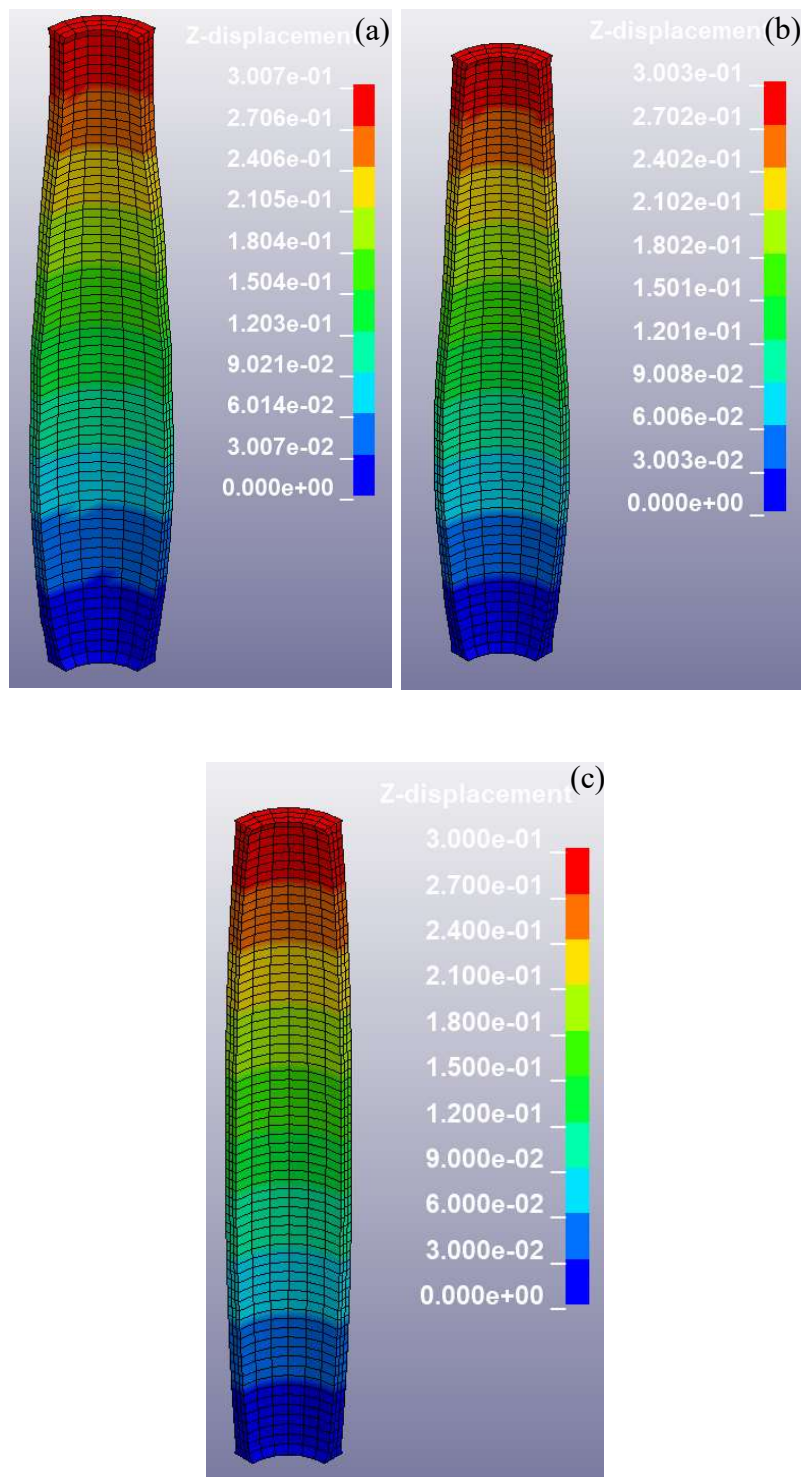 Z-displacement (a)
3.007e-01
2.706e-01
2.406e-01
2.105e-01
1.804e-01
1.504e-01
1.203e-01
9.021e-02
6.014e-02
3.007e-02
0.000e+00
Z-displacement (b)
3.003e-01
2.702e-01
2.402e-01
2.102e-01
1.802e-01
1.501e-01
1.201e-01
9.008e-02
6.006e-02
3.003e-02
0.000e+00
Z-displacement (c)
3.000e-01
2.700e-01
2.400e-01
2.100e-01
1.800e-01
1.500e-01
1.200e-01
9.000e-02
6.000e-02
3.000e-02
0.000e+00